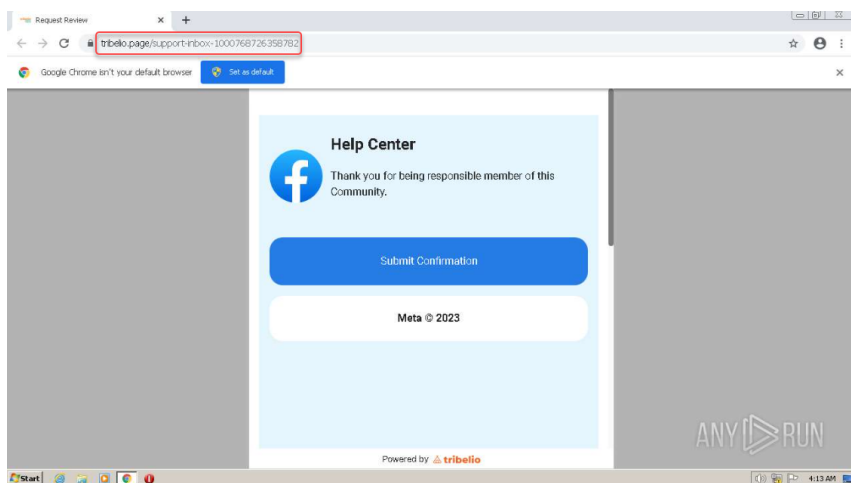 Request Review
tribelio.page/support-inbox-1000768726358782
Google Chrome isn't your default browser
Set as default
Help Center
Thank you for being responsible member of this
Community.
Submit Confirmation
Meta © 2023
Powered by tribelio
ANY RUN
Start
4:13 AM